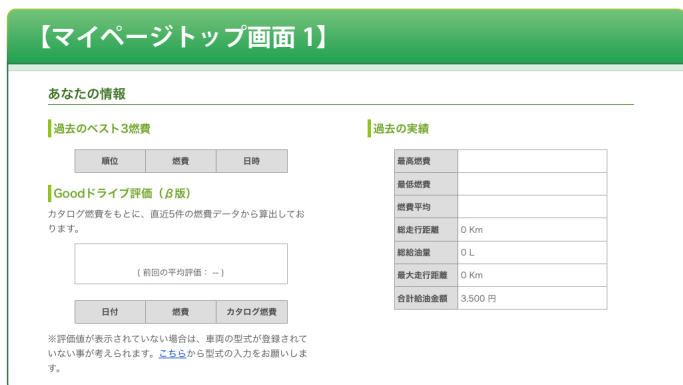 【マイページトップ画面 1】
あなたの情報
過去のベスト3燃費
順位 燃費 日時
Goodドライブ評価（β版）
カタログ燃費をもとに、直近5件の燃費データから算出してお
ります。
( 前回の平均評価： -- )
日付 燃費 カタログ燃費
※評価値が表示されていない場合は、車両の型式が登録されて
いない事が考えられます。こちらから型式の入力をお願いしま
す。
過去の実績
最高燃費
最低燃費
燃費平均
総走行距離 0 Km
総給油量 0 L
最大走行距離 0 Km
合計給油金額 3,500 円